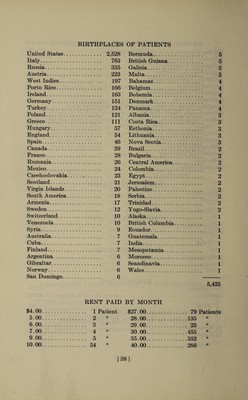 BIRTHPLACES OF PATIENTS
United States............ 2,528
Italy.................... 763
Russia................... 335
Austria.................. 223
West Indies.............. 197
Porto Rico............... 166
Ireland.................. 163
Germany.................. 151
Turkey................... 124
Poland................... 121
Greece................... 111
Hungary.................. 57
England.................. 54
Spain.................... 46
Canada................... 39
France................... 28
Rumania.................. 26
Mexico................... 24
Czechoslovakia........... 23
Scotland................. 21
Virgin Islands........... 20
South America............ 18
Armenia.................. 17
Sweden................... 12
Switzerland.............. 10
Venezuela................ 10
Syria.................... 9
Australia................ 7
Cuba..................... 7
Finland.................. 7
Argentina................ 6
Gibraltar................ 6
Norway................... 6
San Domingo.............. 6
Bermuda.................. 5
British Guiana........... 5
Galicia.................. 5
Malta.................... 5
Bahamas.................. 4
Belgium.................. 4
Bohemia.................. 4
Denmark.................. 4
Panama................... 4
Albania.................. 3
Costa Rica............... 3
Esthonia................. 3
Lithuania................ 3
Nova Scotia.............. 3
Brazil................... 2
Bulgaria................. 2
Central America.......... 2
Colombia................. 2
Egypt.................... 2
Jerusalem................ 2
Palestine................ 2
Serbia................... 2
Trinidad................. 2
Yugo-Slavia.............. 2
Alaska................... 1
British Columbia......... 1
Ecuador.................. 1
Guatemala................ 1
India.................... 1
Mesopotamia.............. 1
Morocco.................. 1
Scandinavia.............. 1
Wales.................... 1
5,425
RENT PAID BY MONTH
$4.00............ 1 Patient
5.00............ 2 "
6.00............ 3 "
7.00............ 4 "
9.00............ 5 "
10.00............ 54 "
$27.00............ 79 Patients
28.00............ 135 "
29.00............ 25 "
30.00............ 455 "
35.00............ 332 "
40.00............ 268 "
[38]